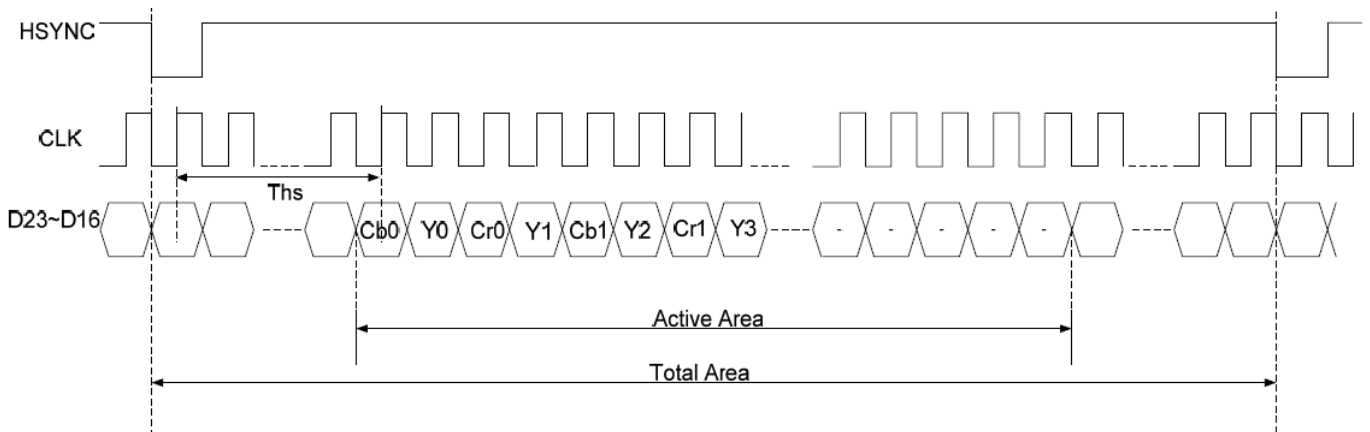 HSYNC
CLK
Ths
D23~D16
Cb0 Y0 Cr0 Y1 Cb1 Y2 Cr1 Y3 - - - - -
Active Area
Total Area